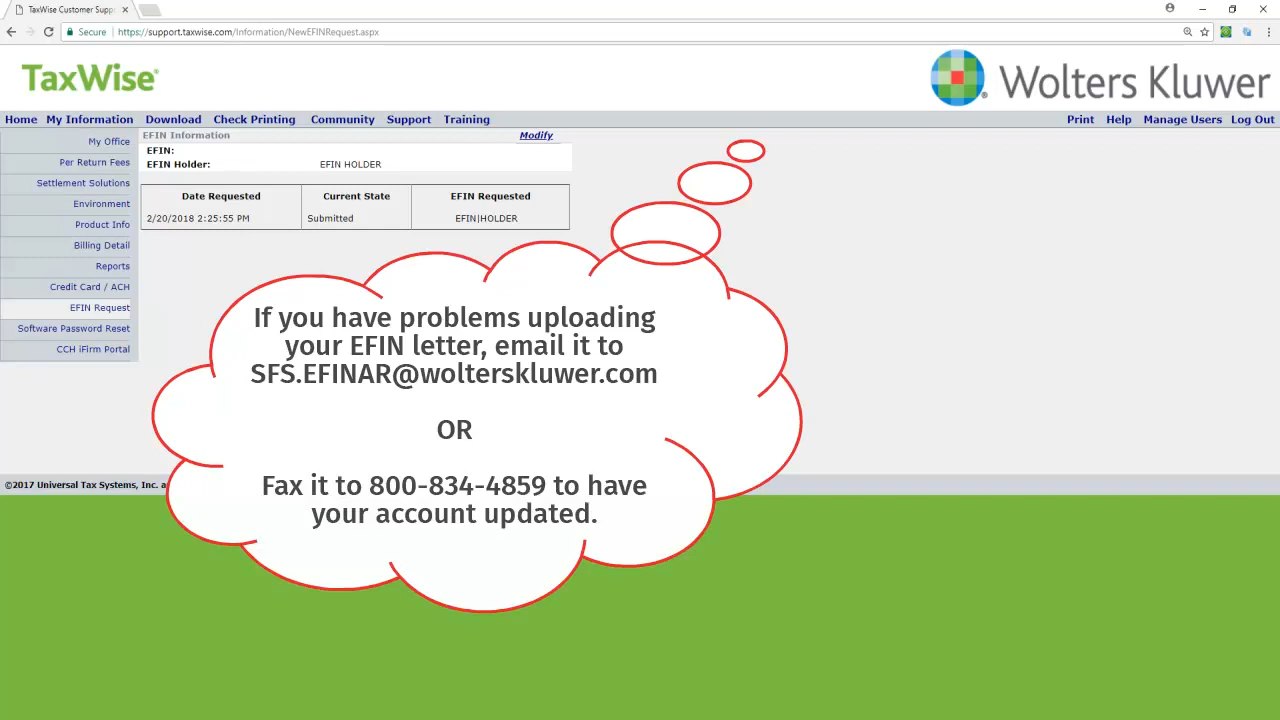 TaxWise Customer Supp
Secure https://support.taxwise.com/Information/NewEFINRequest.aspx
TaxWise®
Wolters Kluwer
Home My Information Download Check Printing Community Support Training Print Help Manage Users Log Out
My Office
Per Return Fees
Settlement Solutions
Environment
Product Info
Billing Detail
Reports
Credit Card / ACH
EFIN Request
Software Password Reset
CCH iFirm Portal
EFIN Information Modify
EFIN:
EFIN Holder: EFIN HOLDER
Date Requested Current State EFIN Requested
2/20/2018 2:25:55 PM Submitted EFIN|HOLDER
If you have problems uploading
your EFIN letter, email it to
SFS.EFINAR@wolterskluwer.com
OR
Fax it to 800-834-4859 to have
your account updated.
©2017 Universal Tax Systems, Inc. a